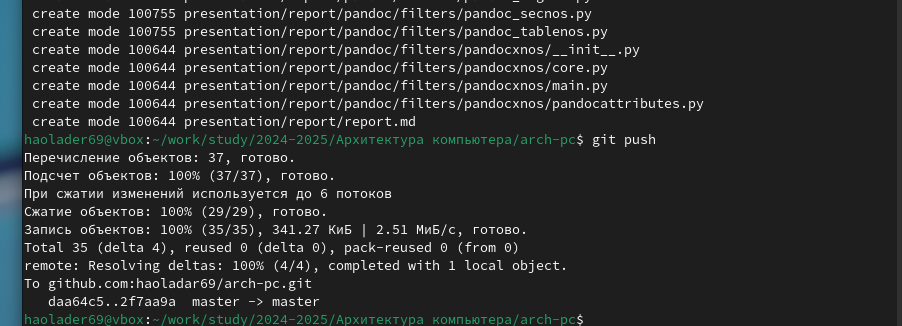 create mode 100755 presentation/report/pandoc/filters/pandoc_secnos.py
create mode 100755 presentation/report/pandoc/filters/pandoc_tablenos.py
create mode 100644 presentation/report/pandoc/filters/pandocxnos/__init__.py
create mode 100644 presentation/report/pandoc/filters/pandocxnos/core.py
create mode 100644 presentation/report/pandoc/filters/pandocxnos/main.py
create mode 100644 presentation/report/pandoc/filters/pandocxnos/pandocattributes.py
create mode 100644 presentation/report/report.md
haolader69@vbox:~/work/study/2024-2025/Архитектура компьютера/arch-pc$ git push
Перечисление объектов: 37, готово.
Подсчет объектов: 100% (37/37), готово.
При сжатии изменений используется до 6 потоков
Сжатие объектов: 100% (29/29), готово.
Запись объектов: 100% (35/35), 341.27 КиБ | 2.51 МиБ/с, готово.
Total 35 (delta 4), reused 0 (delta 0), pack-reused 0 (from 0)
remote: Resolving deltas: 100% (4/4), completed with 1 local object.
To github.com:haoladar69/arch-pc.git
daa64c5..2f7aa9a  master -> master
haolader69@vbox:~/work/study/2024-2025/Архитектура компьютера/arch-pc$